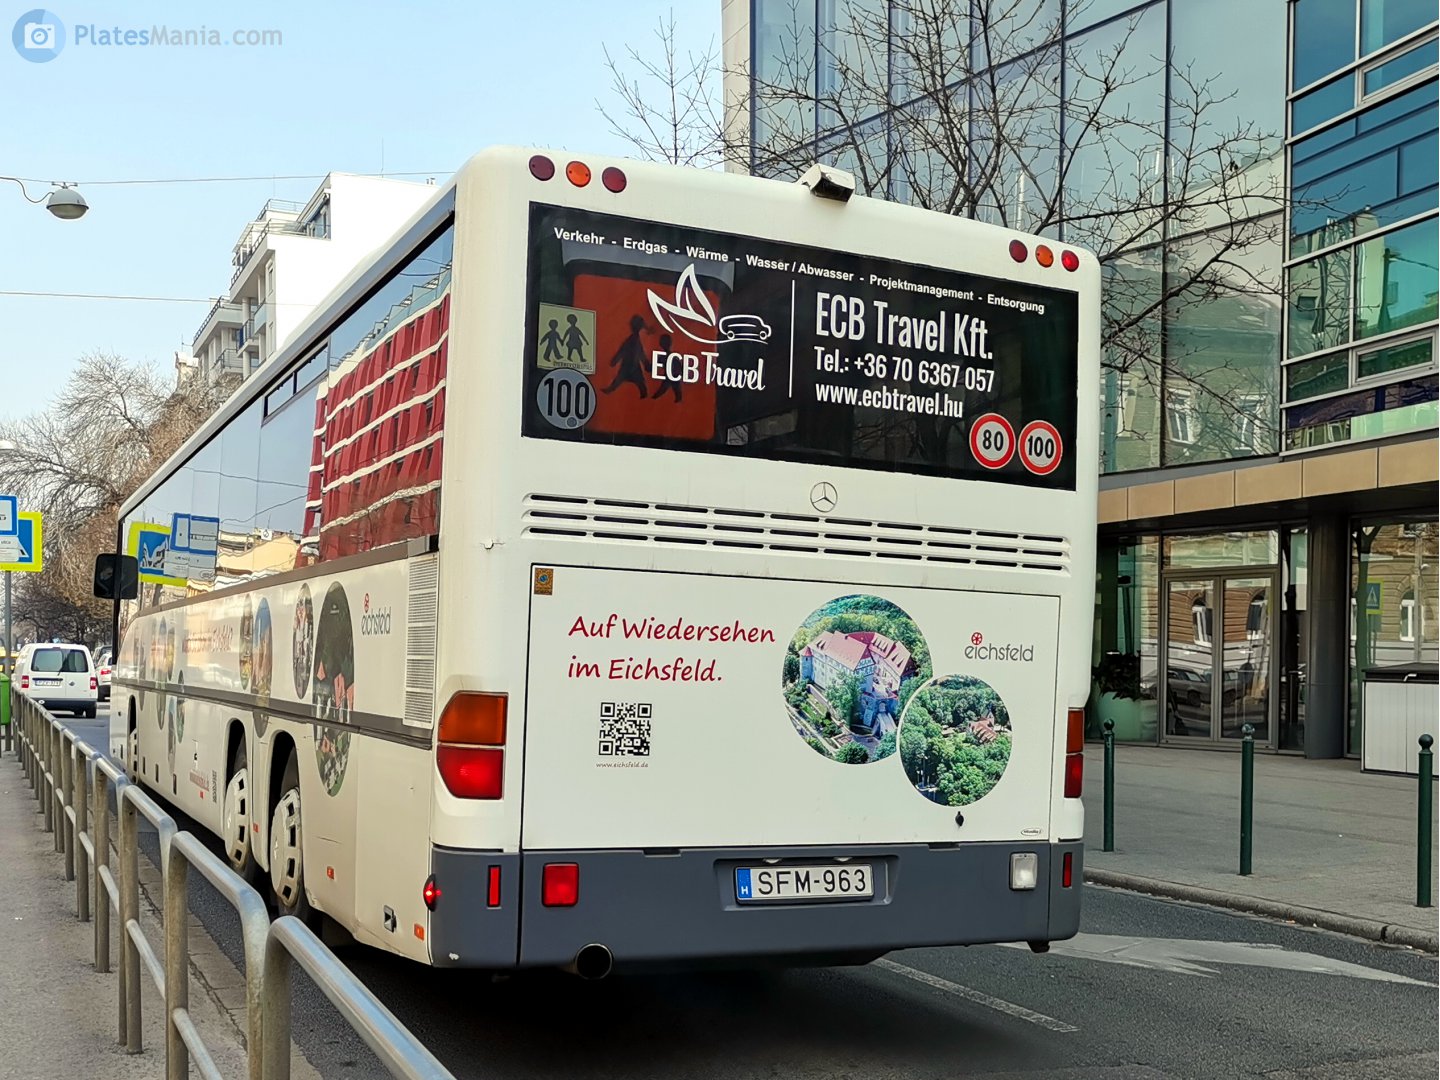 PlatesMania.com
Verkehr - Erdgas - Wärme - Wasser / Abwasser - Projektmanagement - Entsorgung
ECB Travel
ECB Travel Kft.
Tel.: +36 70 6367 057
www.ecbtravel.hu
100
80
100
Auf Wiedersehen
im Eichsfeld.
www.eichsfeld.de
eichsfeld
eichsfeld
H SFM-963